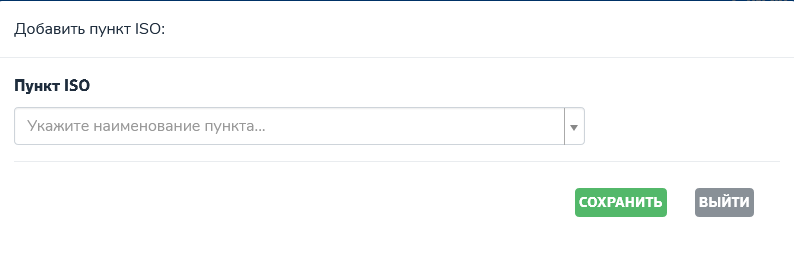 Добавить пункт ISO:
Пункт ISO
Укажите наименование пункта...
СОХРАНИТЬ ВЫЙТИ